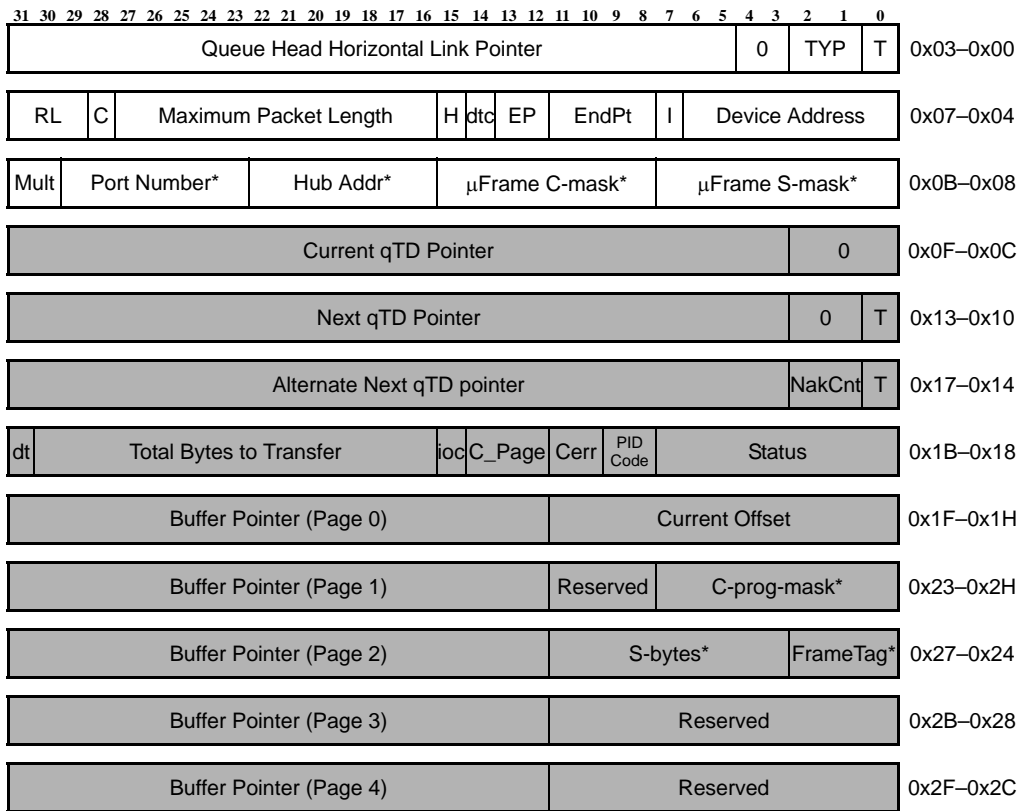 31 30 29 28 27 26 25 24 23 22 21 20 19 18 17 16 15 14 13 12 11 10 9 8 7 6 5 4 3 2 1 0
Queue Head Horizontal Link Pointer 0 TYP T 0x03–0x00
RL C Maximum Packet Length H dtc EP EndPt I Device Address 0x07–0x04
Mult Port Number* Hub Addr* μFrame C-mask* μFrame S-mask* 0x0B–0x08
Current qTD Pointer 0 0x0F–0x0C
Next qTD Pointer 0 T 0x13–0x10
Alternate Next qTD pointer NakCnt T 0x17–0x14
dt Total Bytes to Transfer ioc C_Page Cerr PID Code Status 0x1B–0x18
Buffer Pointer (Page 0) Current Offset 0x1F–0x1H
Buffer Pointer (Page 1) Reserved C-prog-mask* 0x23–0x2H
Buffer Pointer (Page 2) S-bytes* FrameTag* 0x27–0x24
Buffer Pointer (Page 3) Reserved 0x2B–0x28
Buffer Pointer (Page 4) Reserved 0x2F–0x2C